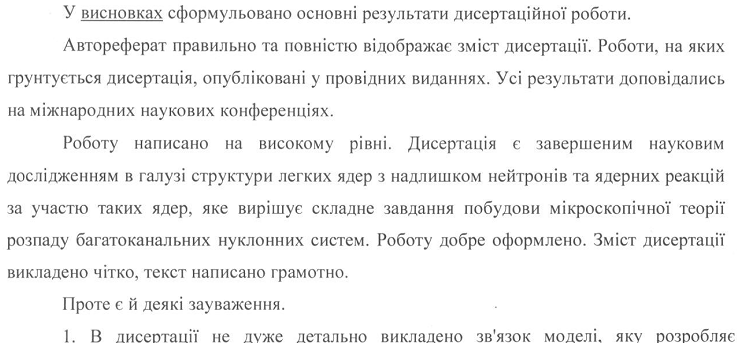 У висновках сформульовано основні результати дисертаційної роботи.
Автореферат правильно та повністю відображає зміст дисертації. Роботи, на яких
грунтується дисертація, опубліковані у провідних виданнях. Усі результати доповідались
на міжнародних наукових конференціях.
Роботу написано на високому рівні. Дисертація є завершеним науковим
дослідженням в галузі структури легких ядер з надлишком нейтронів та ядерних реакцій
за участю таких ядер, яке вирішує складне завдання побудови мікроскопічної теорії
розпаду багатоканальних нуклонних систем. Роботу добре оформлено. Зміст дисертації
викладено чітко, текст написано грамотно.
Проте є й деякі зауваження.
1. В дисертації не дуже детально викладено зв'язок моделі, яку розробляє